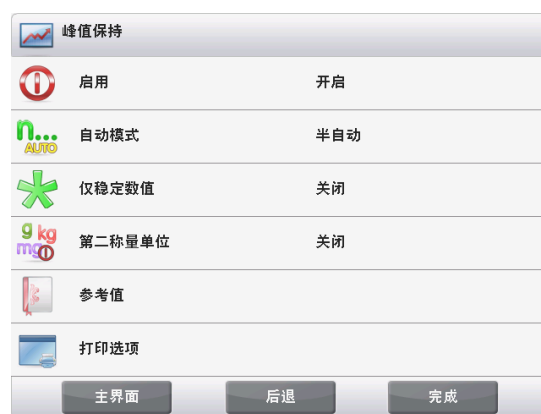 峰值保持
启用 开启
n... AUTO 自动模式 半自动
仅稳定数值 关闭
g kg mg 第二称量单位 关闭
参考值
打印选项
主界面 后退 完成